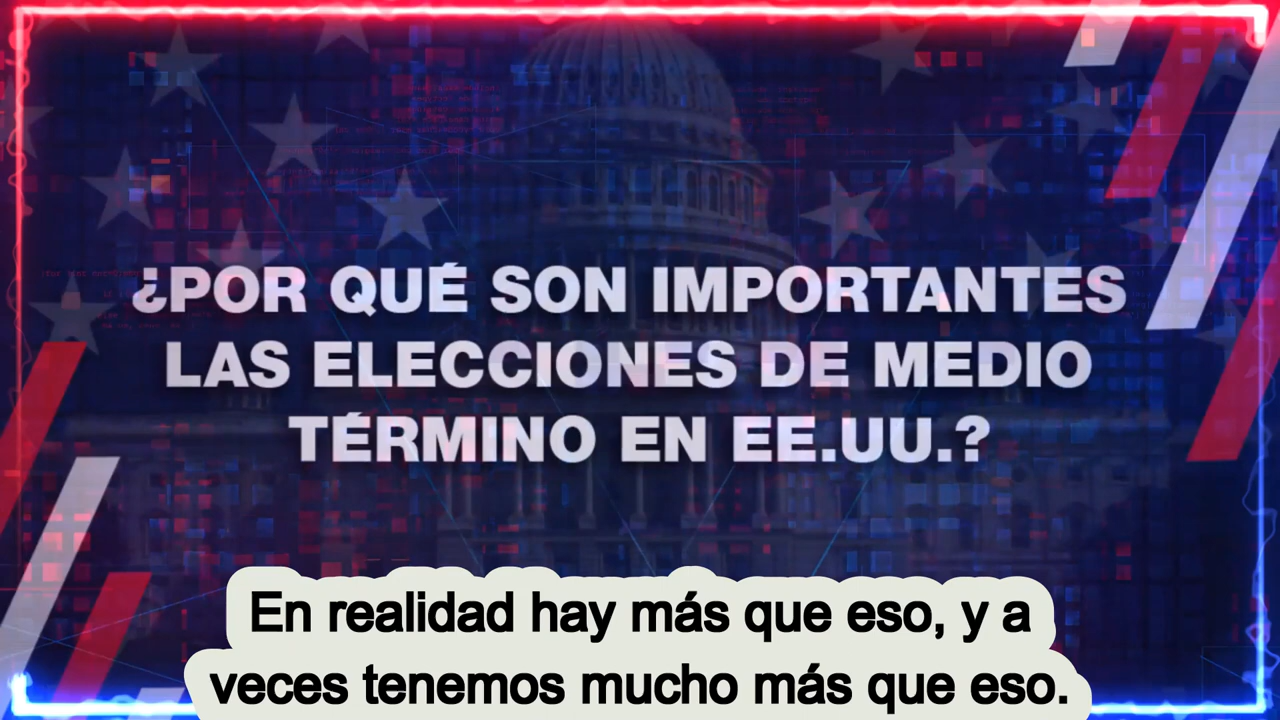 ¿POR QUÉ SON IMPORTANTES
LAS ELECCIONES DE MEDIO
TÉRMINO EN EE.UU.?
En realidad hay más que eso, y a
veces tenemos mucho más que eso.